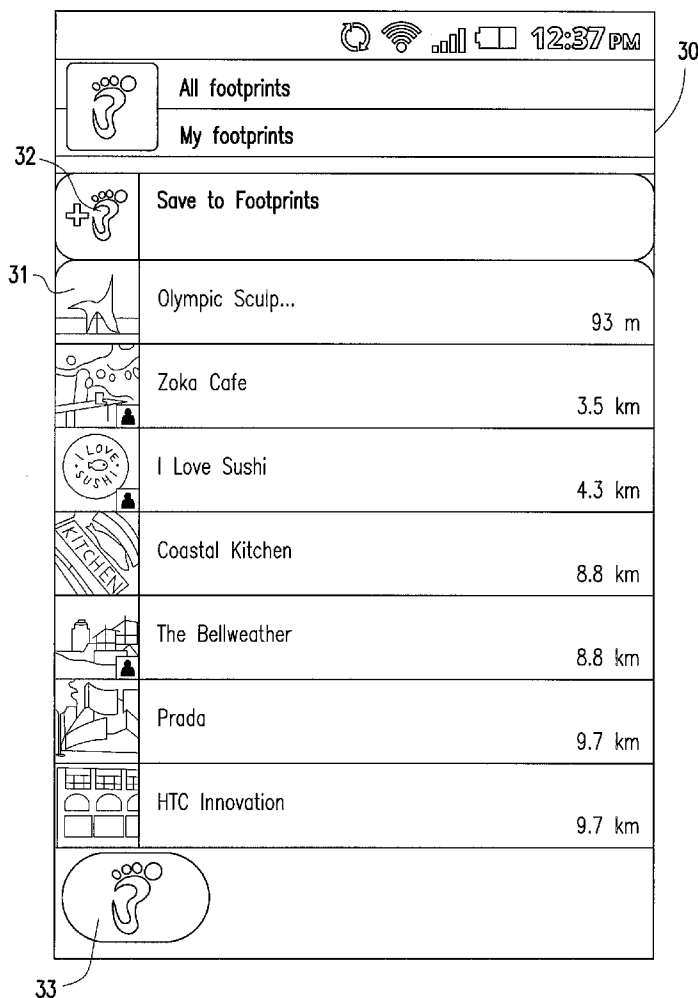 12:37 PM
30
All footprints
My footprints
32
Save to Footprints
31
Olympic Sculp...
93 m
Zoka Cafe
3.5 km
I LOVE
SUSHI
I Love Sushi
4.3 km
KITCHEN
Coastal Kitchen
8.8 km
The Bellweather
8.8 km
Prada
9.7 km
HTC Innovation
9.7 km
33